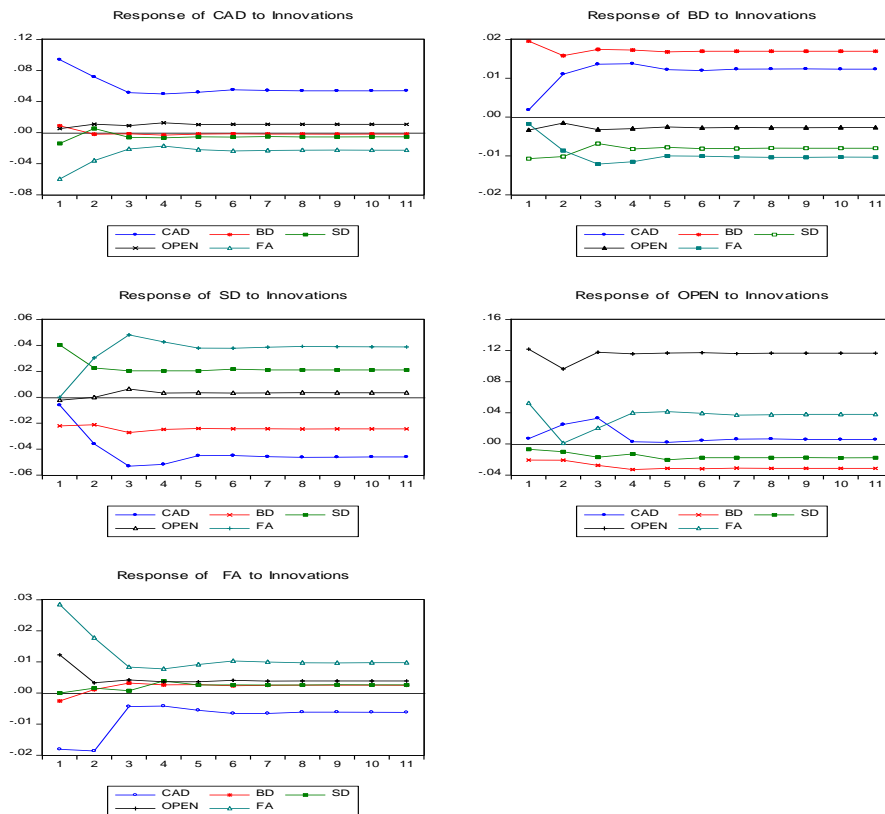 Response of CAD to Innovations
.12
.08
.04
.00
-.04
-.08
1 2 3 4 5 6 7 8 9 10 11
CAD BD SD
OPEN FA
Response of BD to Innovations
.02
.01
.00
-.01
-.02
1 2 3 4 5 6 7 8 9 10 11
CAD BD SD
OPEN FA
Response of SD to Innovations
.06
.04
.02
.00
-.02
-.04
-.06
1 2 3 4 5 6 7 8 9 10 11
CAD BD SD
OPEN FA
Response of OPEN to Innovations
.16
.12
.08
.04
.00
-.04
1 2 3 4 5 6 7 8 9 10 11
CAD BD SD
OPEN FA
Response of FA to Innovations
.03
.02
.01
.00
-.01
-.02
1 2 3 4 5 6 7 8 9 10 11
CAD BD SD
OPEN FA